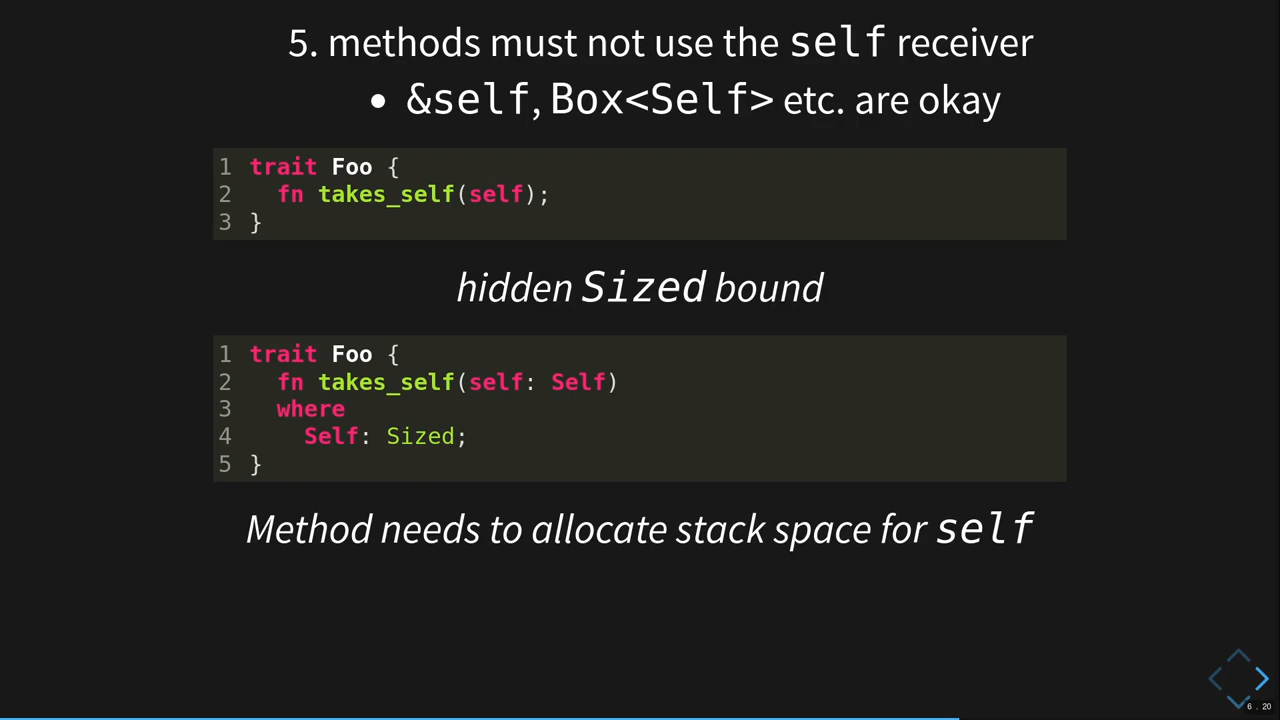 5. methods must not use the self receiver
• &self, Box<Self> etc. are okay
1 trait Foo {
2   fn takes_self(self);
3 }
hidden Sized bound
1 trait Foo {
2   fn takes_self(self: Self)
3   where
4     Self: Sized;
5 }
Method needs to allocate stack space for self
6 . 20